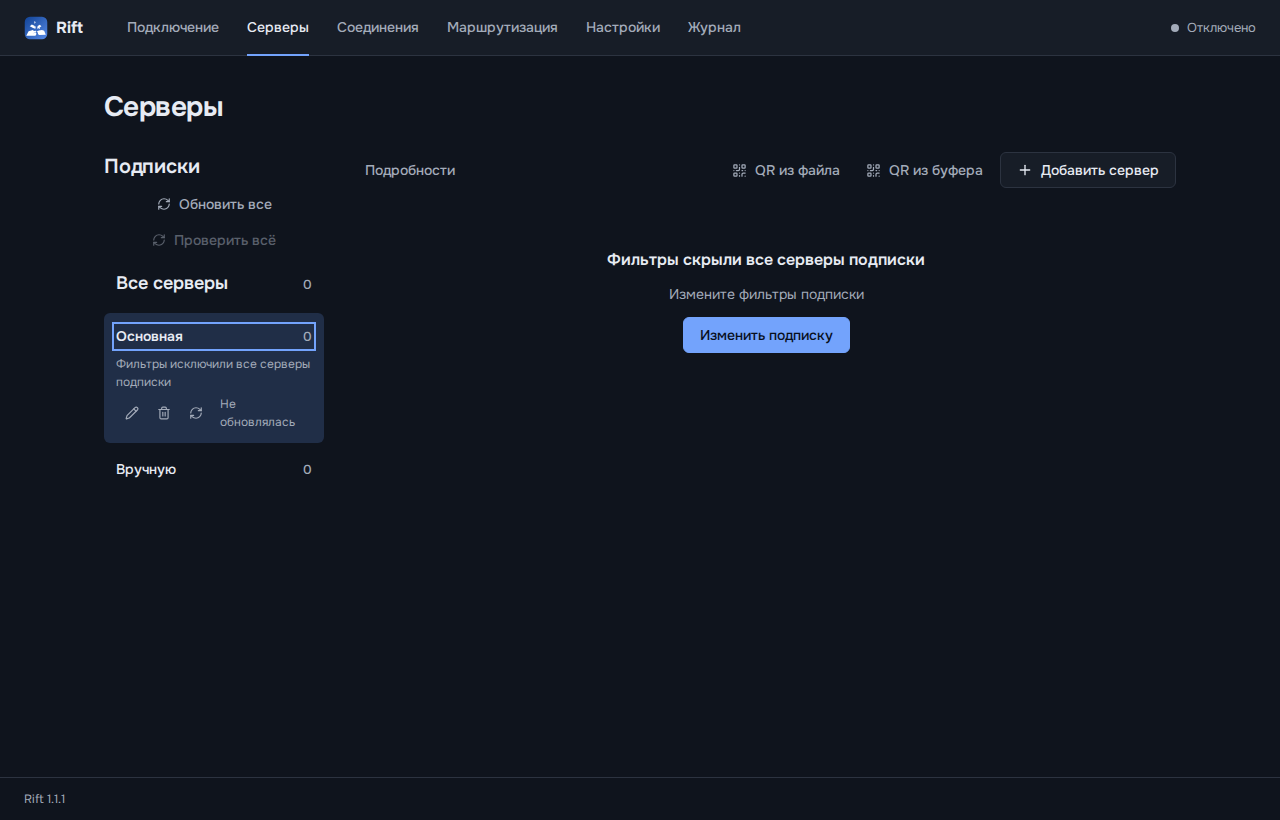 Rift
Подключение
Серверы
Соединения
Маршрутизация
Настройки
Журнал
Отключено
Серверы
Подписки
Обновить все
Проверить всё
Все серверы 0
Основная 0
Фильтры исключили все серверы
подписки
Не
обновлялась
Вручную 0
Подробности
QR из файла
QR из буфера
Добавить сервер
Фильтры скрыли все серверы подписки
Измените фильтры подписки
Изменить подписку
Rift 1.1.1